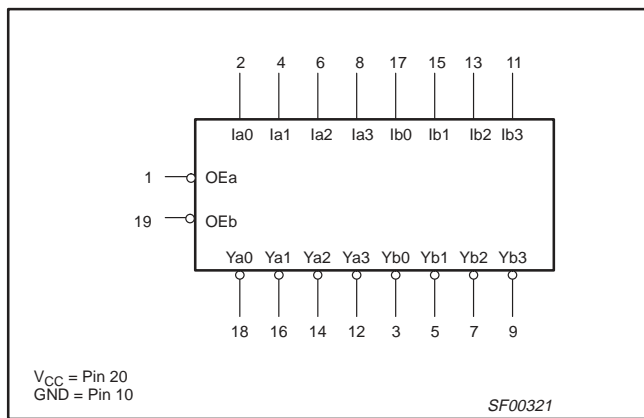 2 4 6 8 17 15 13 11
Ia0 Ia1 Ia2 Ia3 Ib0 Ib1 Ib2 Ib3
1 OEa
19 OEb
Ya0 Ya1 Ya2 Ya3 Yb0 Yb1 Yb2 Yb3
18 16 14 12 3 5 7 9
VCC = Pin 20
GND = Pin 10
SF00321